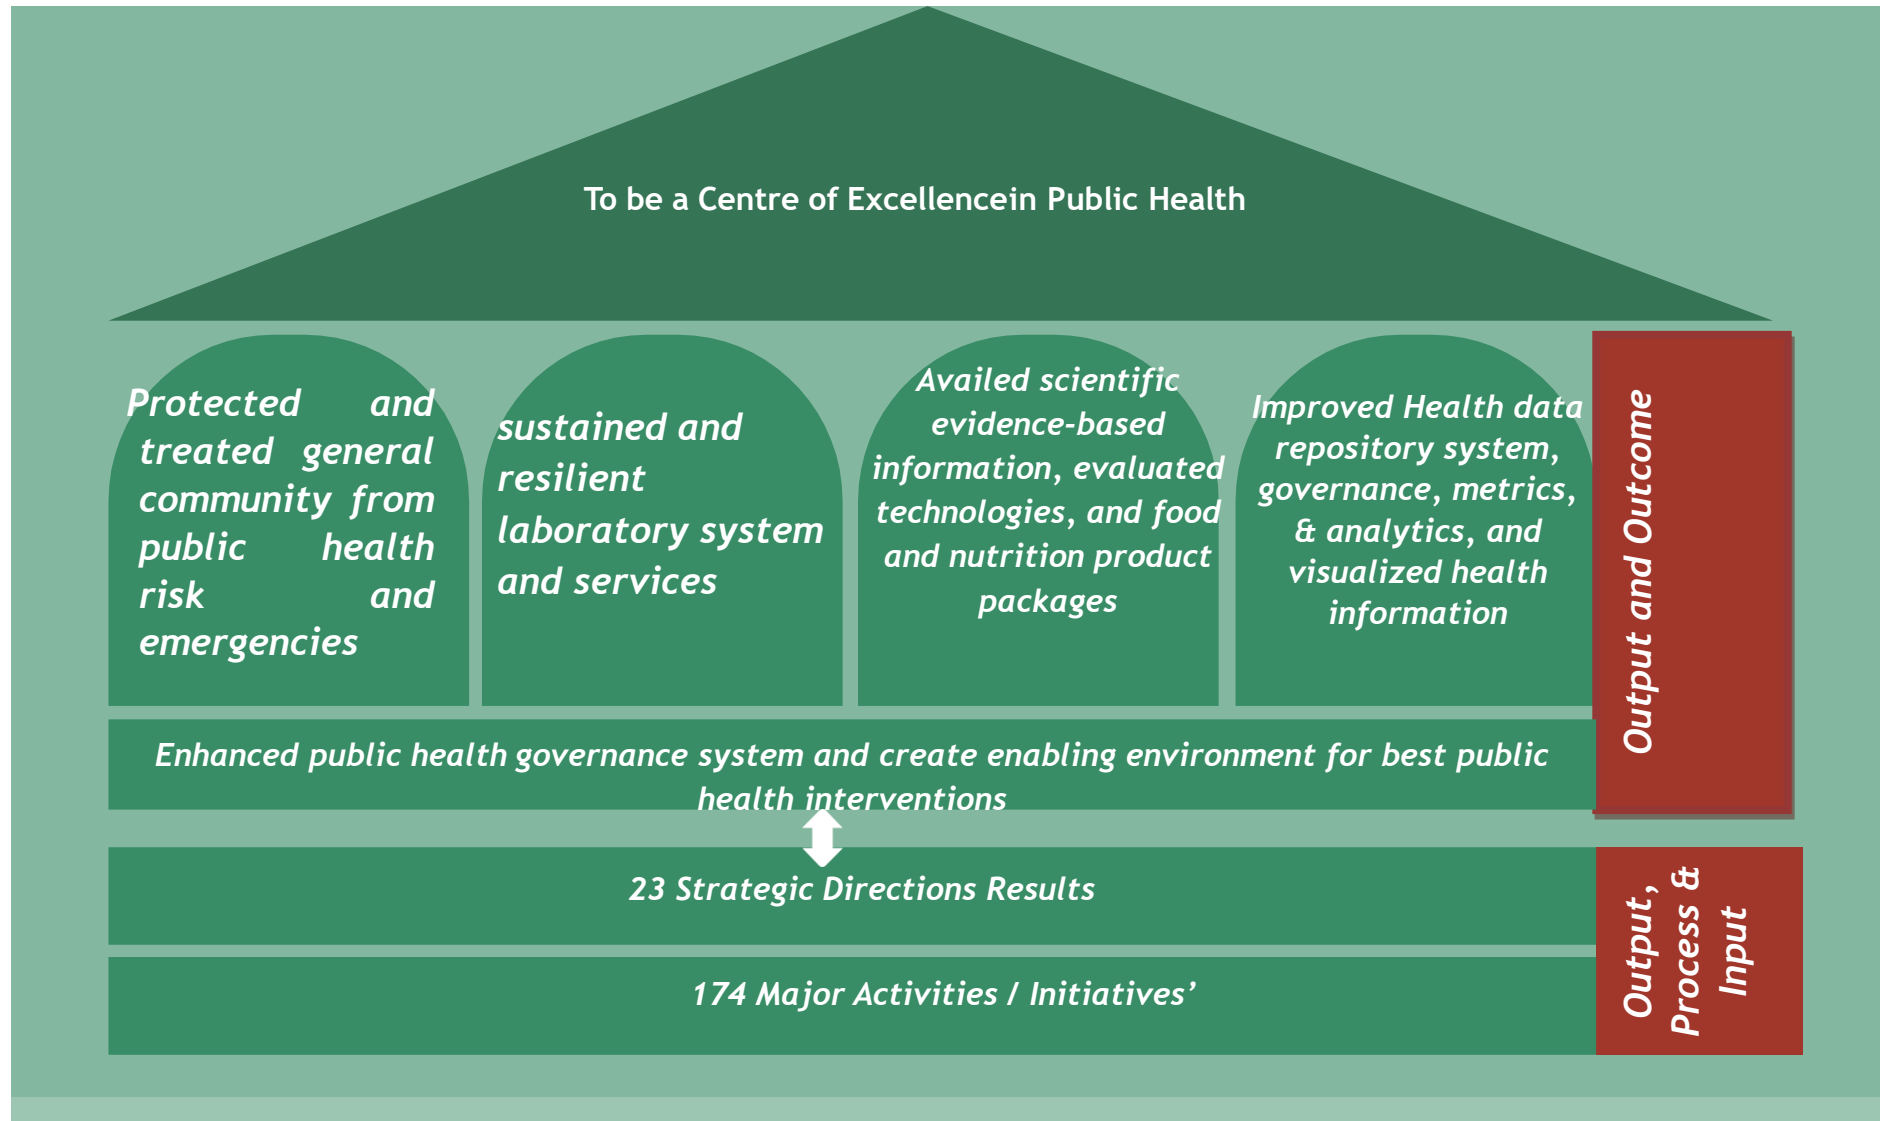 To be a Centre of Excellencein Public Health
Protected and
treated general
community from
public health
risk and
emergencies
sustained and
resilient
laboratory system
and services
Availed scientific
evidence-based
information, evaluated
technologies, and food
and nutrition product
packages
Improved Health data
repository system,
governance, metrics,
& analytics, and
visualized health
information
Output and Outcome
Enhanced public health governance system and create enabling environment for best public
health interventions
23 Strategic Directions Results
174 Major Activities / Initiatives’
Output,
Process &
Input